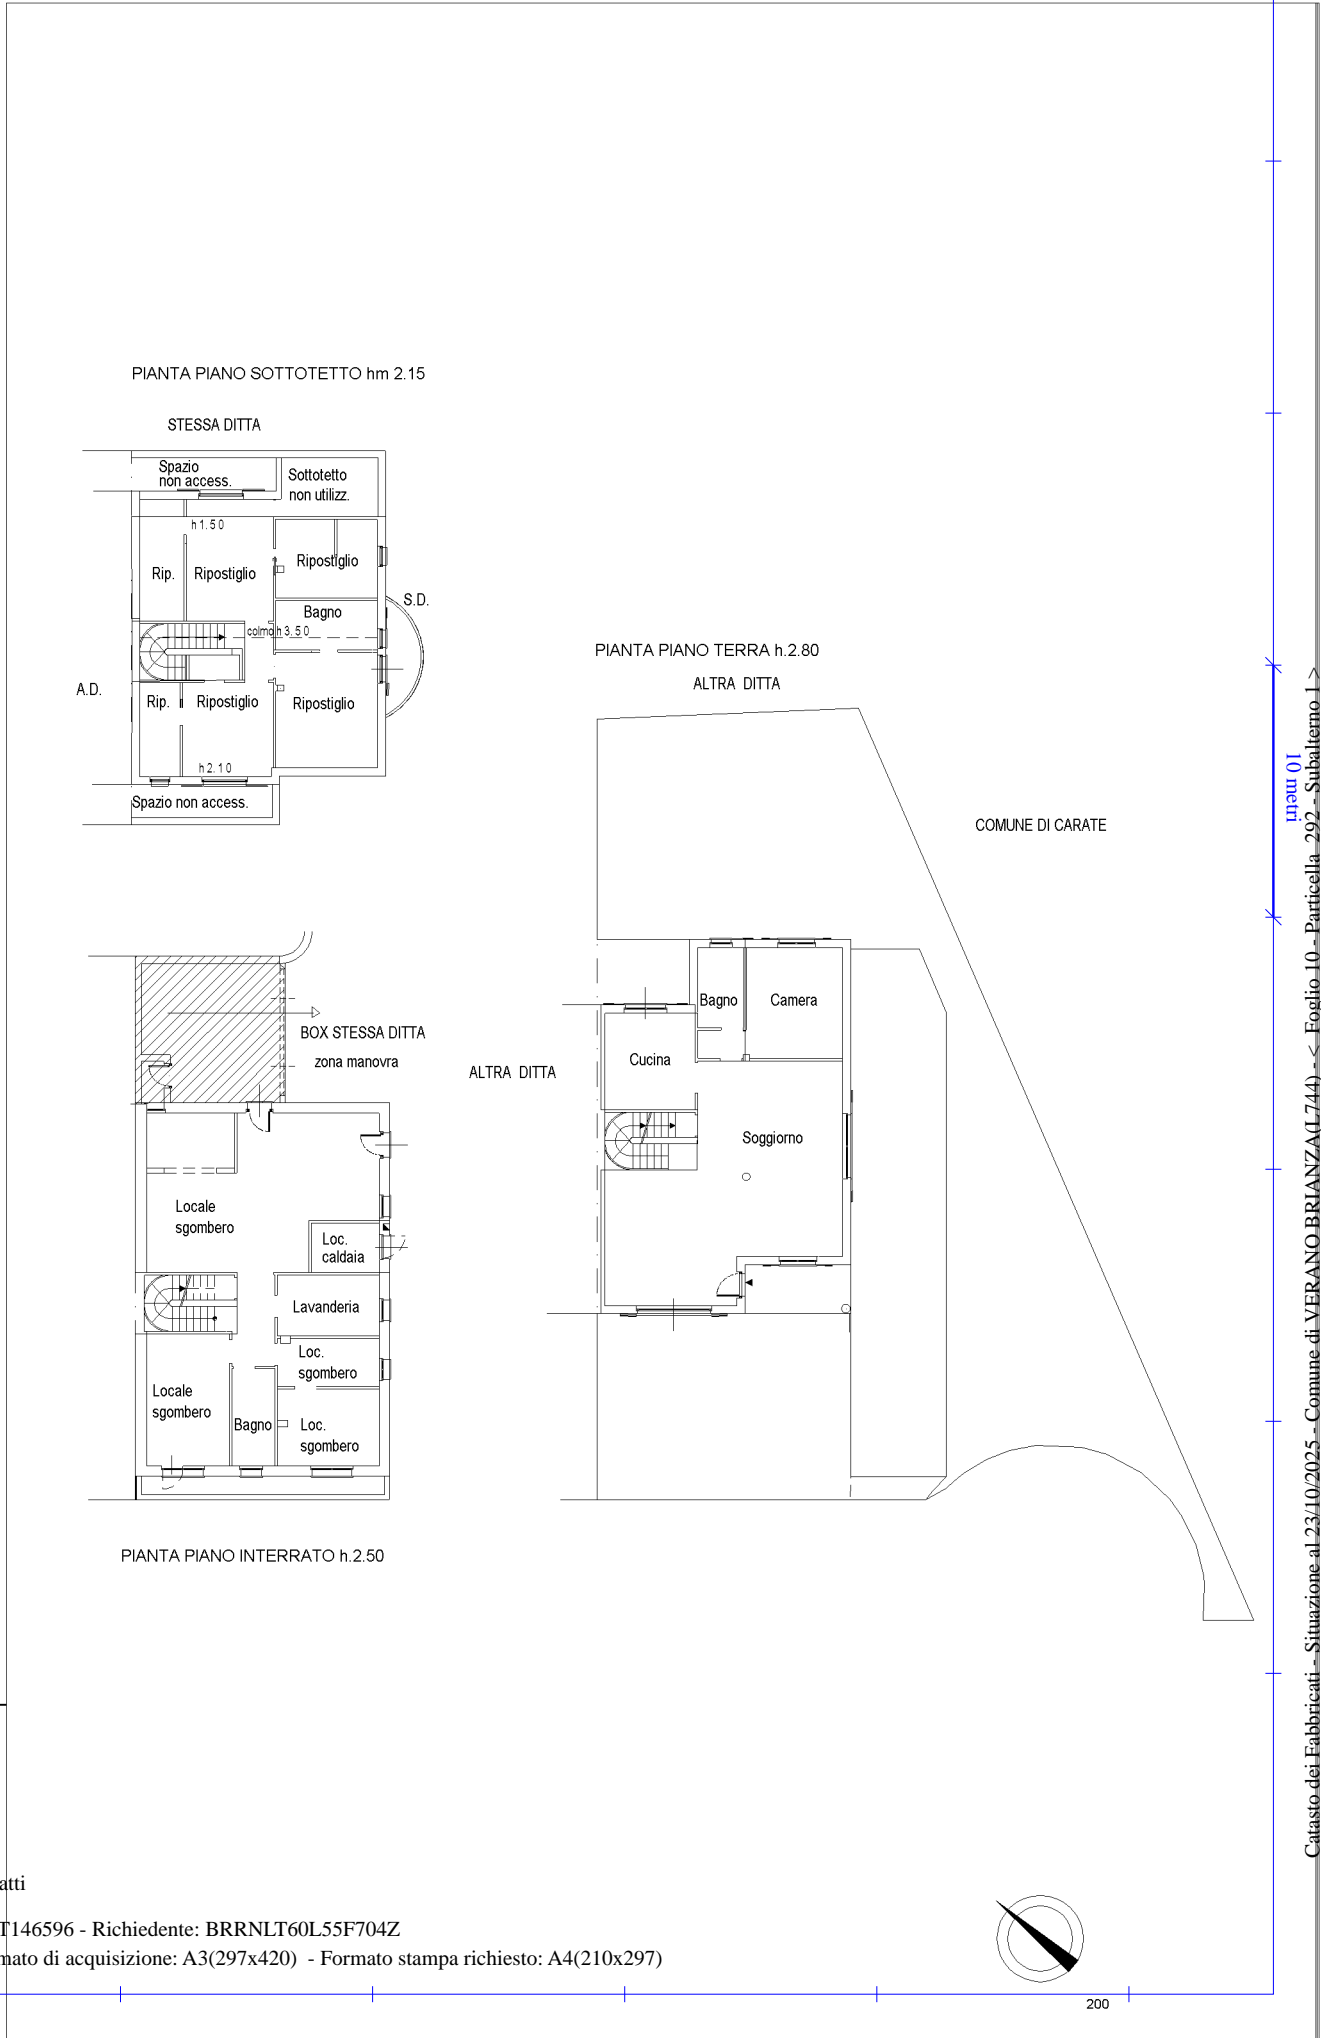 PIANTA PIANO SOTTOTETTO hm 2.15
STESSA DITTA
Spazio
non access.
Sottotetto
non utilizz.
h 1.50
Rip.
Ripostiglio
Ripostiglio
Bagno
S.D.
colmo h 3.50
A.D.
Rip.
Ripostiglio
Ripostiglio
h 2.10
Spazio non access.
PIANTA PIANO TERRA h.2.80
ALTRA DITTA
COMUNE DI CARATE
Bagno
Camera
Cucina
ALTRA DITTA
Soggiorno
BOX STESSA DITTA
zona manovra
Locale
sgombero
Loc.
caldaia
Lavanderia
Loc.
sgombero
Locale
sgombero
Bagno
Loc.
sgombero
PIANTA PIANO INTERRATO h.2.50
10 metri
Catasto dei Fabbricati - Situazione al 23/10/2025 - Comune di VERANO BRIANZA(L744) - < Foglio 10 - Particella 292 - Subalterno 1 >
atti
T146596 - Richiedente: BRRNLT60L55F704Z
mato di acquisizione: A3(297x420) - Formato stampa richiesto: A4(210x297)
200